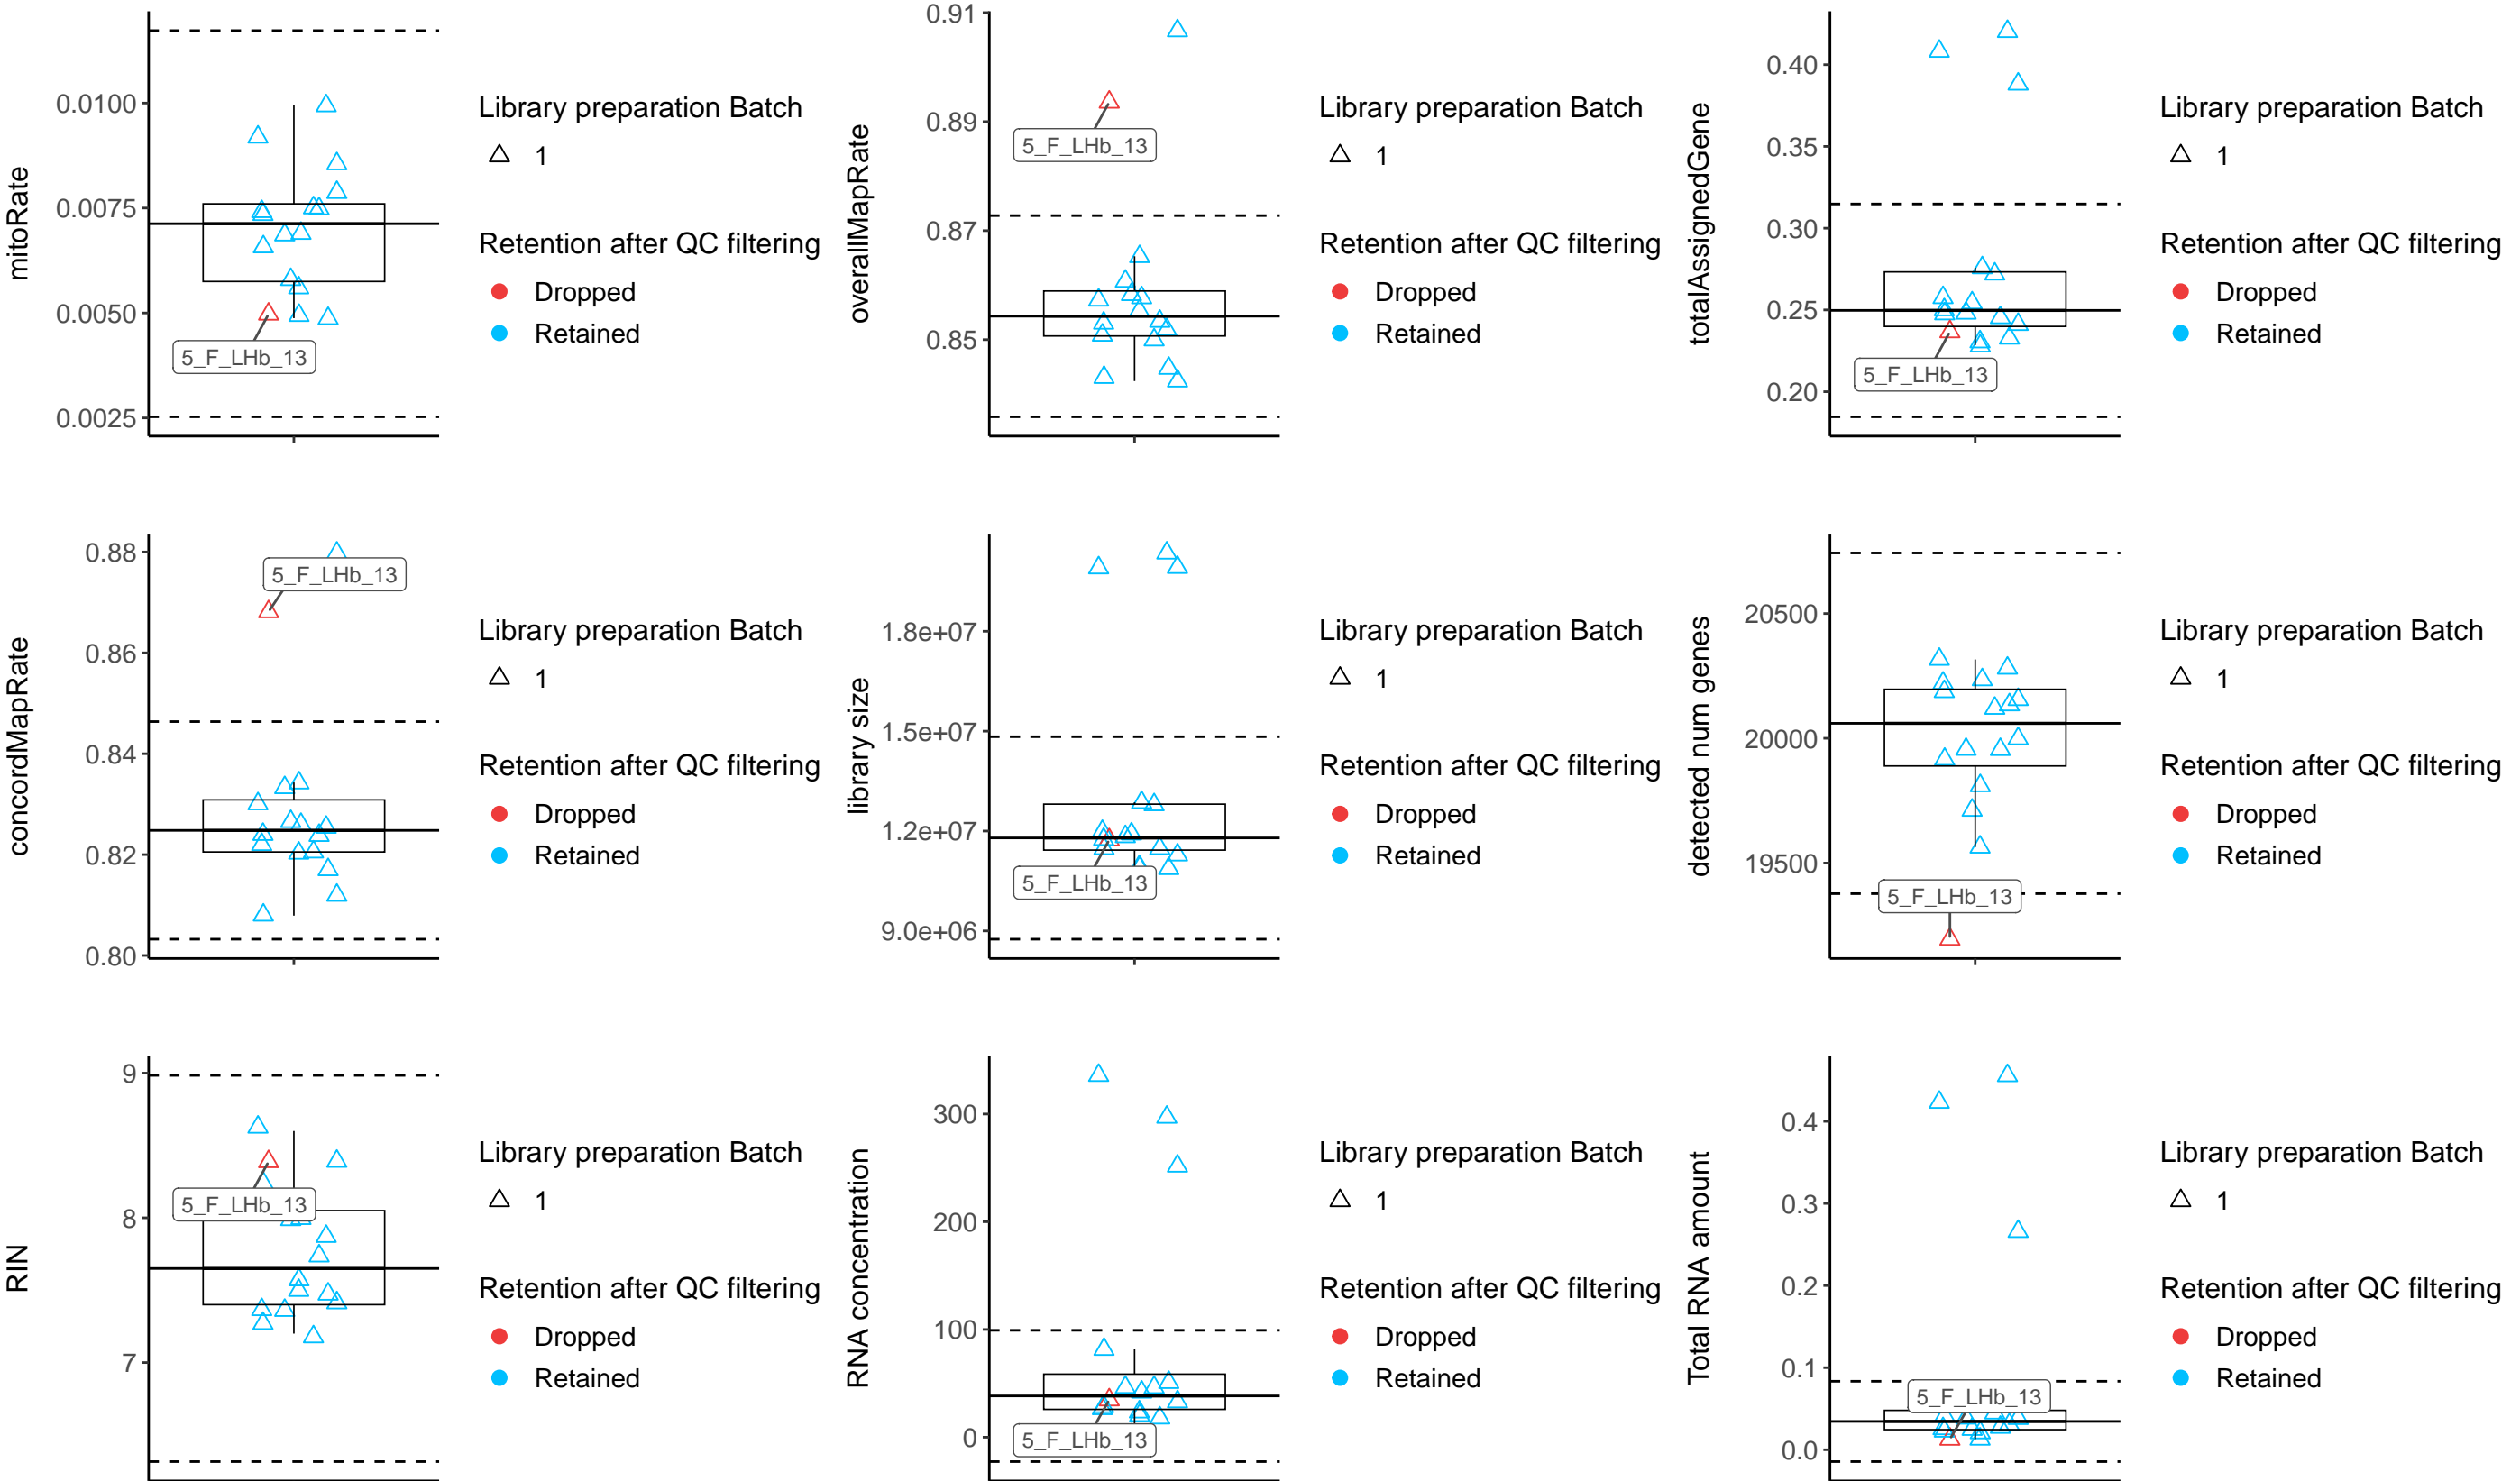 mitoRate
0.0100
0.0075
0.0050
0.0025
5_F_LHb_13
Library preparation Batch
1
Retention after QC filtering
Dropped
Retained
overallMapRate
0.91
0.89
0.87
0.85
5_F_LHb_13
Library preparation Batch
1
Retention after QC filtering
Dropped
Retained
totalAssignedGene
0.40
0.35
0.30
0.25
0.20
5_F_LHb_13
Library preparation Batch
1
Retention after QC filtering
Dropped
Retained
concordMapRate
0.88
0.86
0.84
0.82
0.80
5_F_LHb_13
Library preparation Batch
1
Retention after QC filtering
Dropped
Retained
library size
1.8e+07
1.5e+07
1.2e+07
9.0e+06
5_F_LHb_13
Library preparation Batch
1
Retention after QC filtering
Dropped
Retained
detected num genes
20500
20000
19500
5_F_LHb_13
Library preparation Batch
1
Retention after QC filtering
Dropped
Retained
RIN
9
8
7
5_F_LHb_13
Library preparation Batch
1
Retention after QC filtering
Dropped
Retained
RNA concentration
300
200
100
0
5_F_LHb_13
Library preparation Batch
1
Retention after QC filtering
Dropped
Retained
Total RNA amount
0.4
0.3
0.2
0.1
0.0
5_F_LHb_13
Library preparation Batch
1
Retention after QC filtering
Dropped
Retained